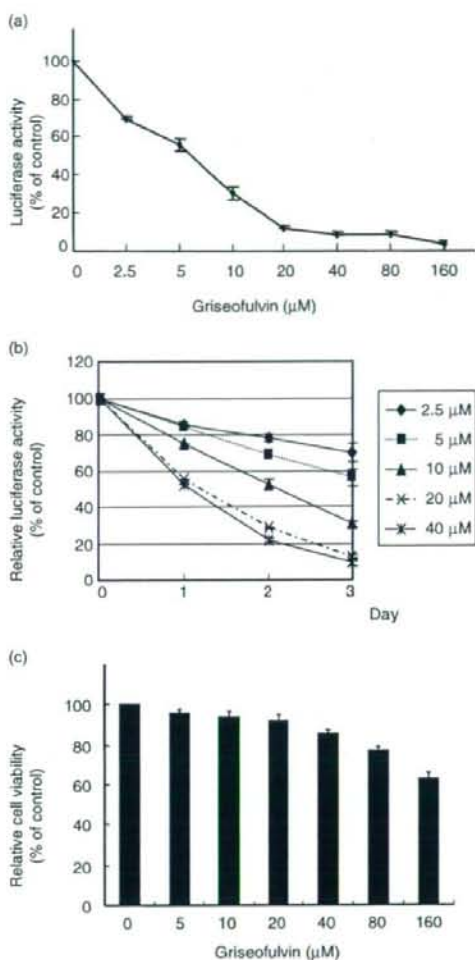 (a)
Luciferase activity
(% of control)
100
80
60
40
20
0
0 2.5 5 10 20 40 80 160
Griseofulvin (μM)
(b)
Relative luciferase activity
(% of control)
120
100
80
60
40
20
0
0 1 2 3
Day
2.5 μM
5 μM
10 μM
20 μM
40 μM
(c)
Relative cell viability
(% of control)
100
80
60
40
20
0
0 5 10 20 40 80 160
Griseofulvin (μM)